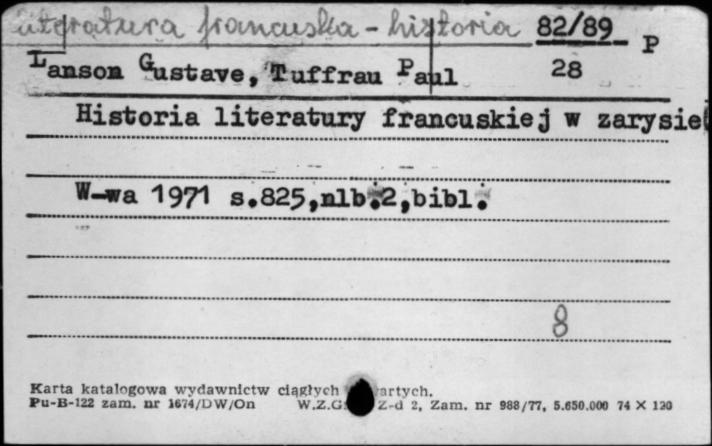 literatura francuska - historia 82/89 P
Lanson Gustave, Tuffrau Paul 28
Historia literatury francuskiej w zarysie
W-wa 1971 s.825,nlb.2,bibl.
8
Karta katalogowa wydawnictw ciągłych i zwartych.
Pu-B-122 zam. nr 1674/DW/On W.Z.G. Z-d 2, Zam. nr 988/77, 5.650.000 74 X 120